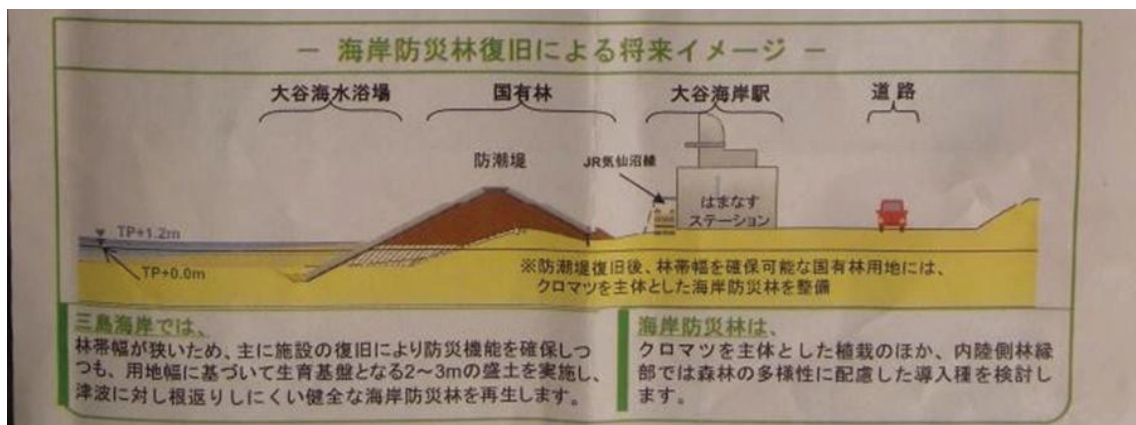 － 海岸防災林復旧による将来イメージ －
大谷海水浴場 国有林 大谷海岸駅 道路
防潮堤
JR気仙沼線
はまなす
ステーション
TP+1.2m
TP+0.0m
※防潮堤復旧後、林帯幅を確保可能な国有林用地には、
クロマツを主体とした海岸防災林を整備
三島海岸では、
林帯幅が狭いため、主に施設の復旧により防災機能を確保しつ
つも、用地幅に基づいて生育基盤となる2～3mの盛土を実施し、
津波に対し根返りしにくい健全な海岸防災林を再生します。
海岸防災林は、
クロマツを主体とした植栽のほか、内陸側林縁
部では森林の多様性に配慮した導入種を検討し
ます。